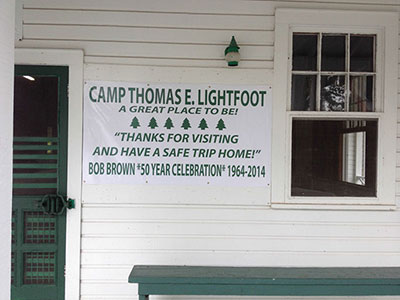 CAMP THOMAS E. LIGHTFOOT
A GREAT PLACE TO BE!
"THANKS FOR VISITING
AND HAVE A SAFE TRIP HOME!"
BOB BROWN *50 YEAR CELEBRATION* 1964-2014